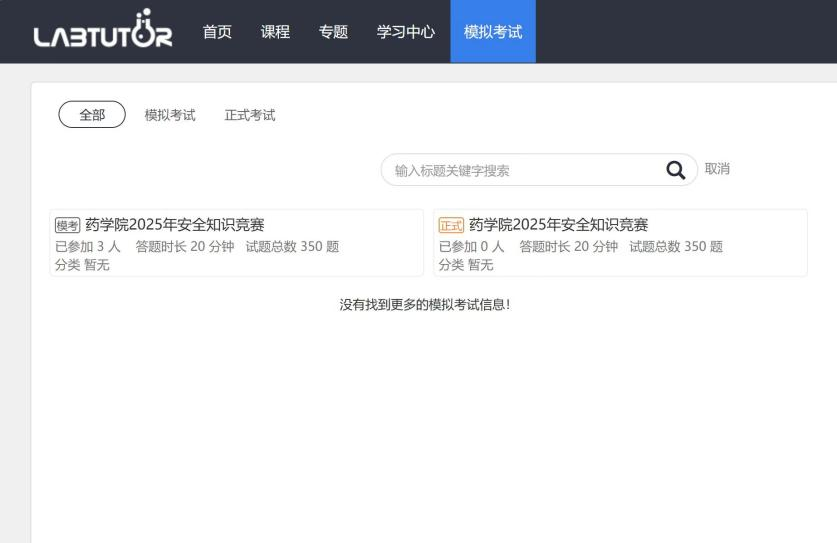 LABTUTOR 首页 课程 专题 学习中心 模拟考试
全部 模拟考试 正式考试
输入标题关键字搜索 取消
模考 药学院2025年安全知识竞赛
已参加 3 人 答题时长 20 分钟 试题总数 350 题
分类 暂无
正式 药学院2025年安全知识竞赛
已参加 0 人 答题时长 20 分钟 试题总数 350 题
分类 暂无
没有找到更多的模拟考试信息!